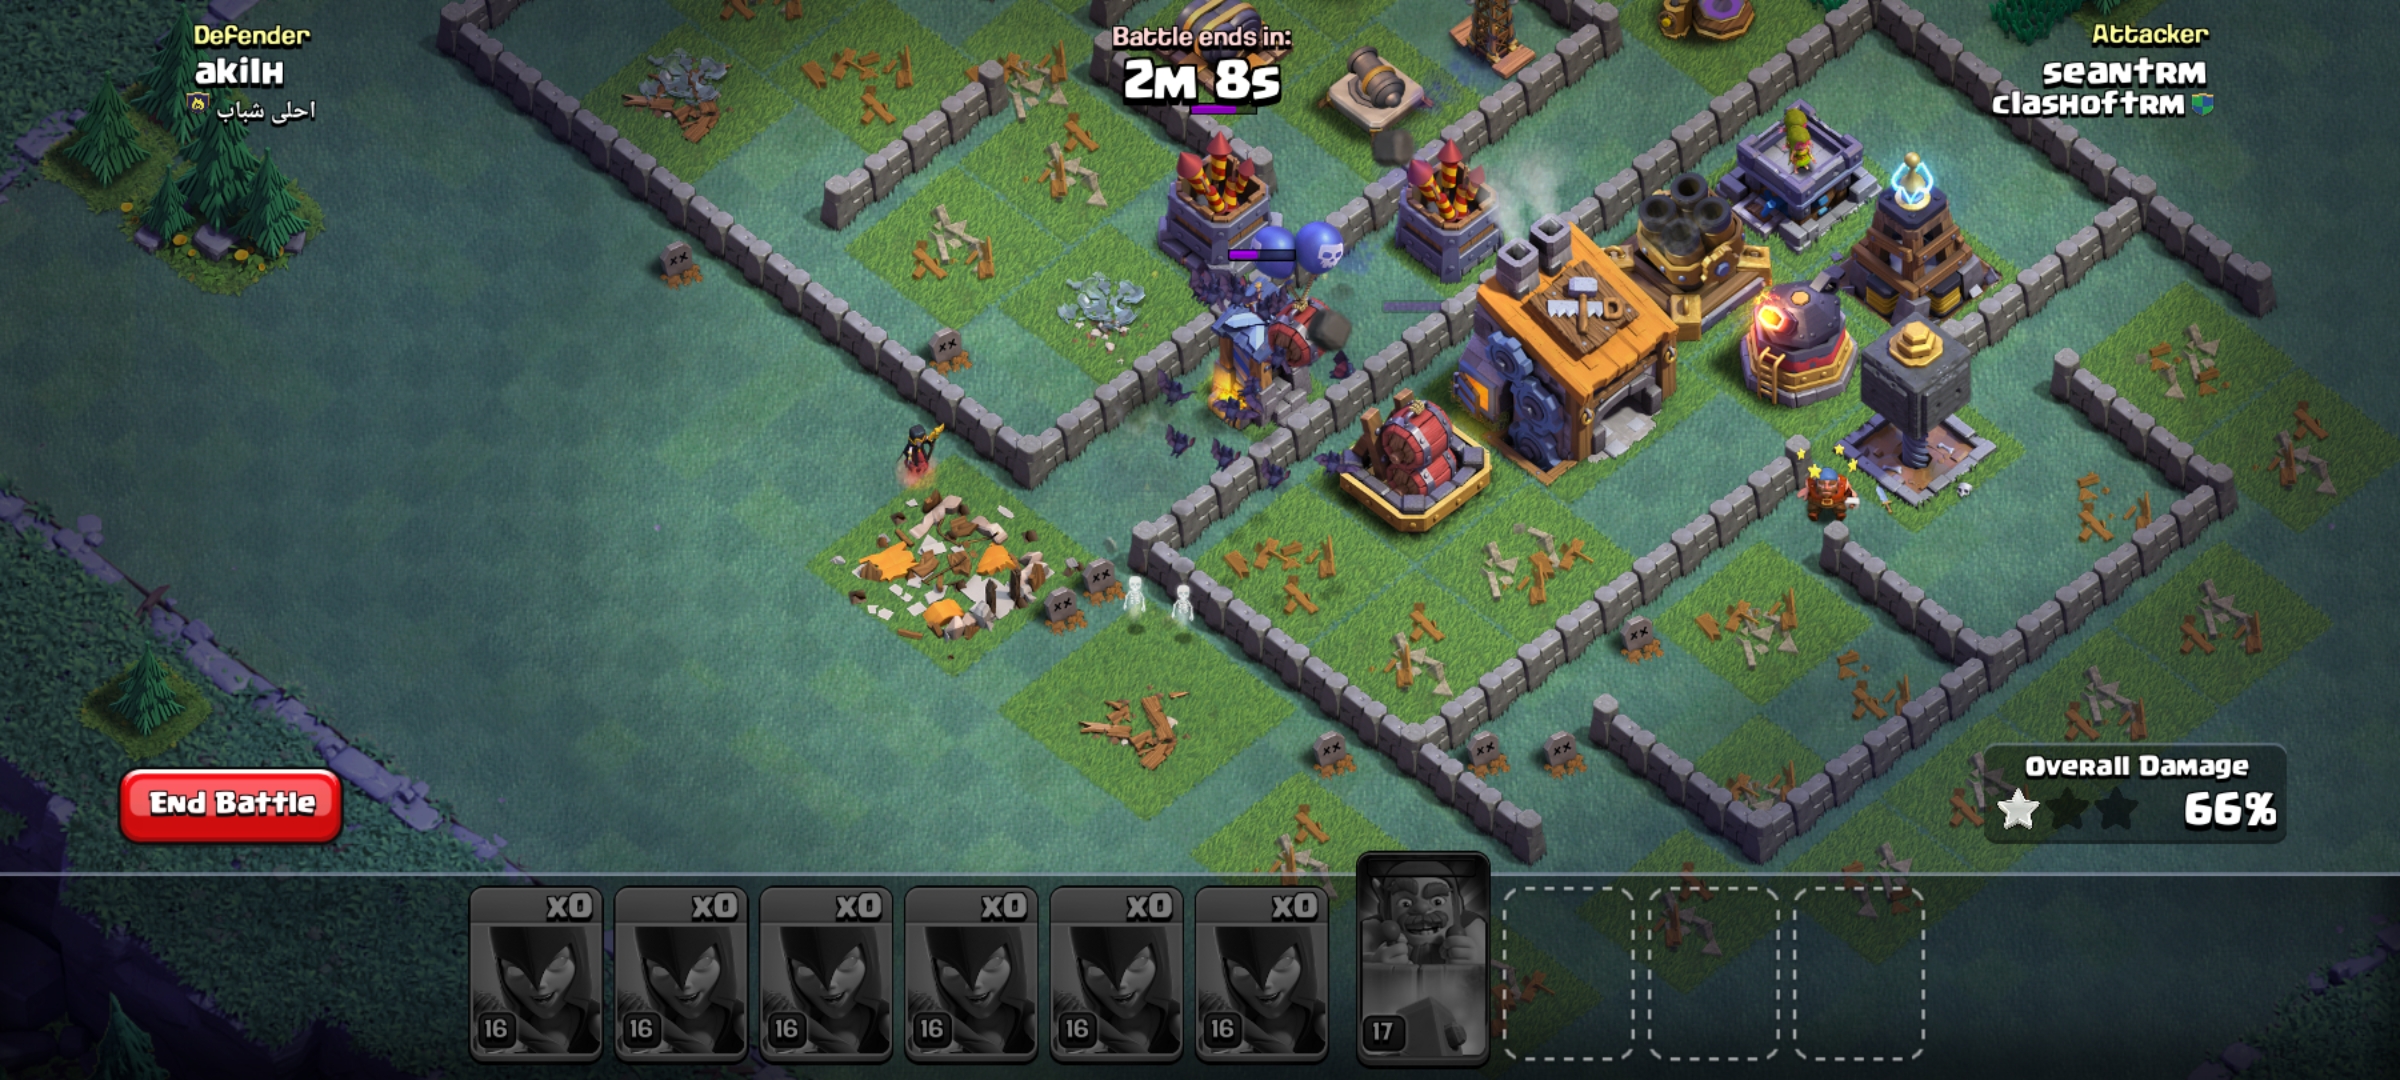 Defender
akilh
احلى شباب
Battle ends in:
2m 8s
Attacker
seantrm
clashoftrm
End Battle
Overall Damage
66%
x0
x0
x0
x0
x0
x0
16
16
16
16
16
16
17